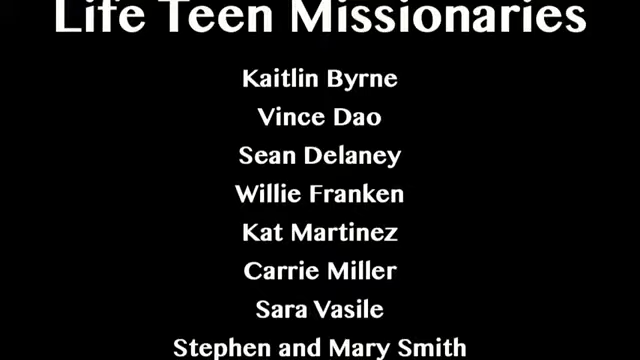 Life Teen Missionaries
Kaitlin Byrne
Vince Dao
Sean Delaney
Willie Franken
Kat Martinez
Carrie Miller
Sara Vasile
Stephen and Mary Smith